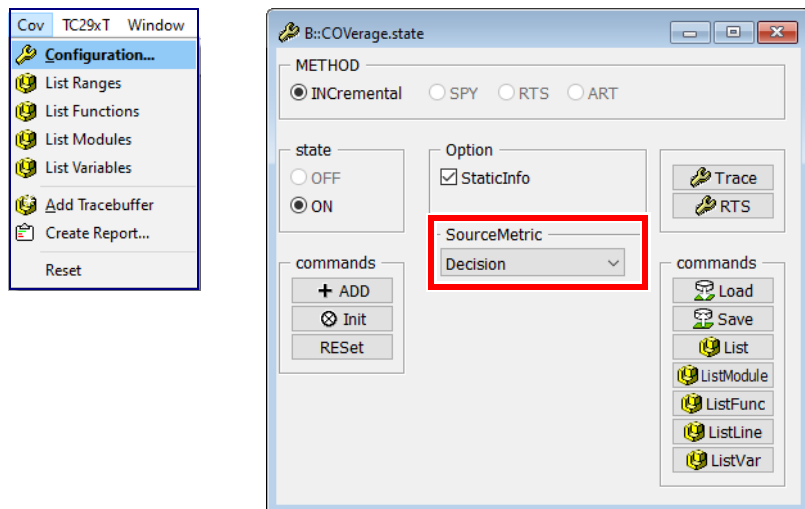 Cov TC29xT Window
Configuration...
List Ranges
List Functions
List Modules
List Variables
Add Tracebuffer
Create Report...
Reset
B::COVerage.state
METHOD
INCremental SPY RTS ART
state
OFF
ON
Option
StaticInfo
Trace
RTS
SourceMetric
Decision
commands
+ ADD
Init
RESet
commands
Load
Save
List
ListModule
ListFunc
ListLine
ListVar